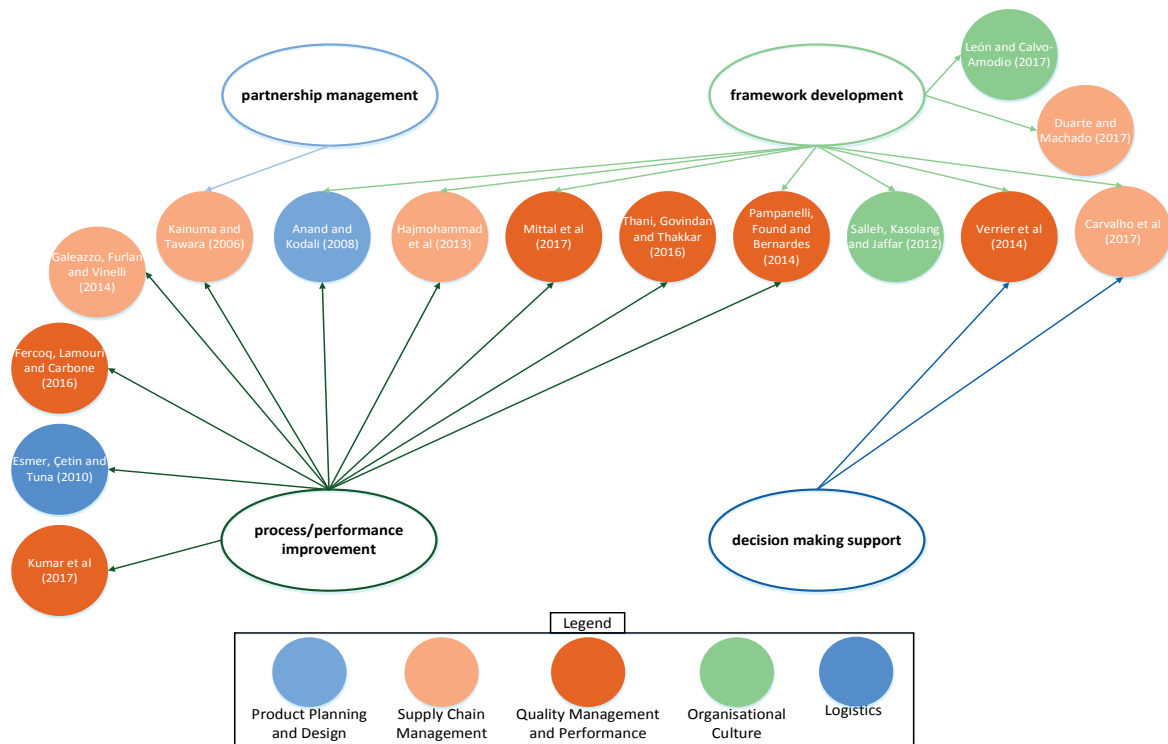 León and Calvo-
Amodio (2017)
partnership management
framework development
Duarte and
Machado (2017)
Kainuma and
Tawara (2006)
Anand and
Kodali (2008)
Hajmohammad
et al (2013)
Mittal et al
(2017)
Thani, Govindan
and Thakkar
(2016)
Pampanelli,
Found and
Bernardes
(2014)
Salleh, Kasolang
and Jaffar (2012)
Verrier et al
(2014)
Carvalho et al
(2017)
Galeazzo, Furlan
and Vinelli
(2014)
Fercoq, Lamouri
and Carbone
(2016)
Esmer, Çetin and
Tuna (2010)
Kumar et al
(2017)
process/performance
improvement
decision making support
Legend
Product Planning
and Design
Supply Chain
Management
Quality Management
and Performance
Organisational
Culture
Logistics